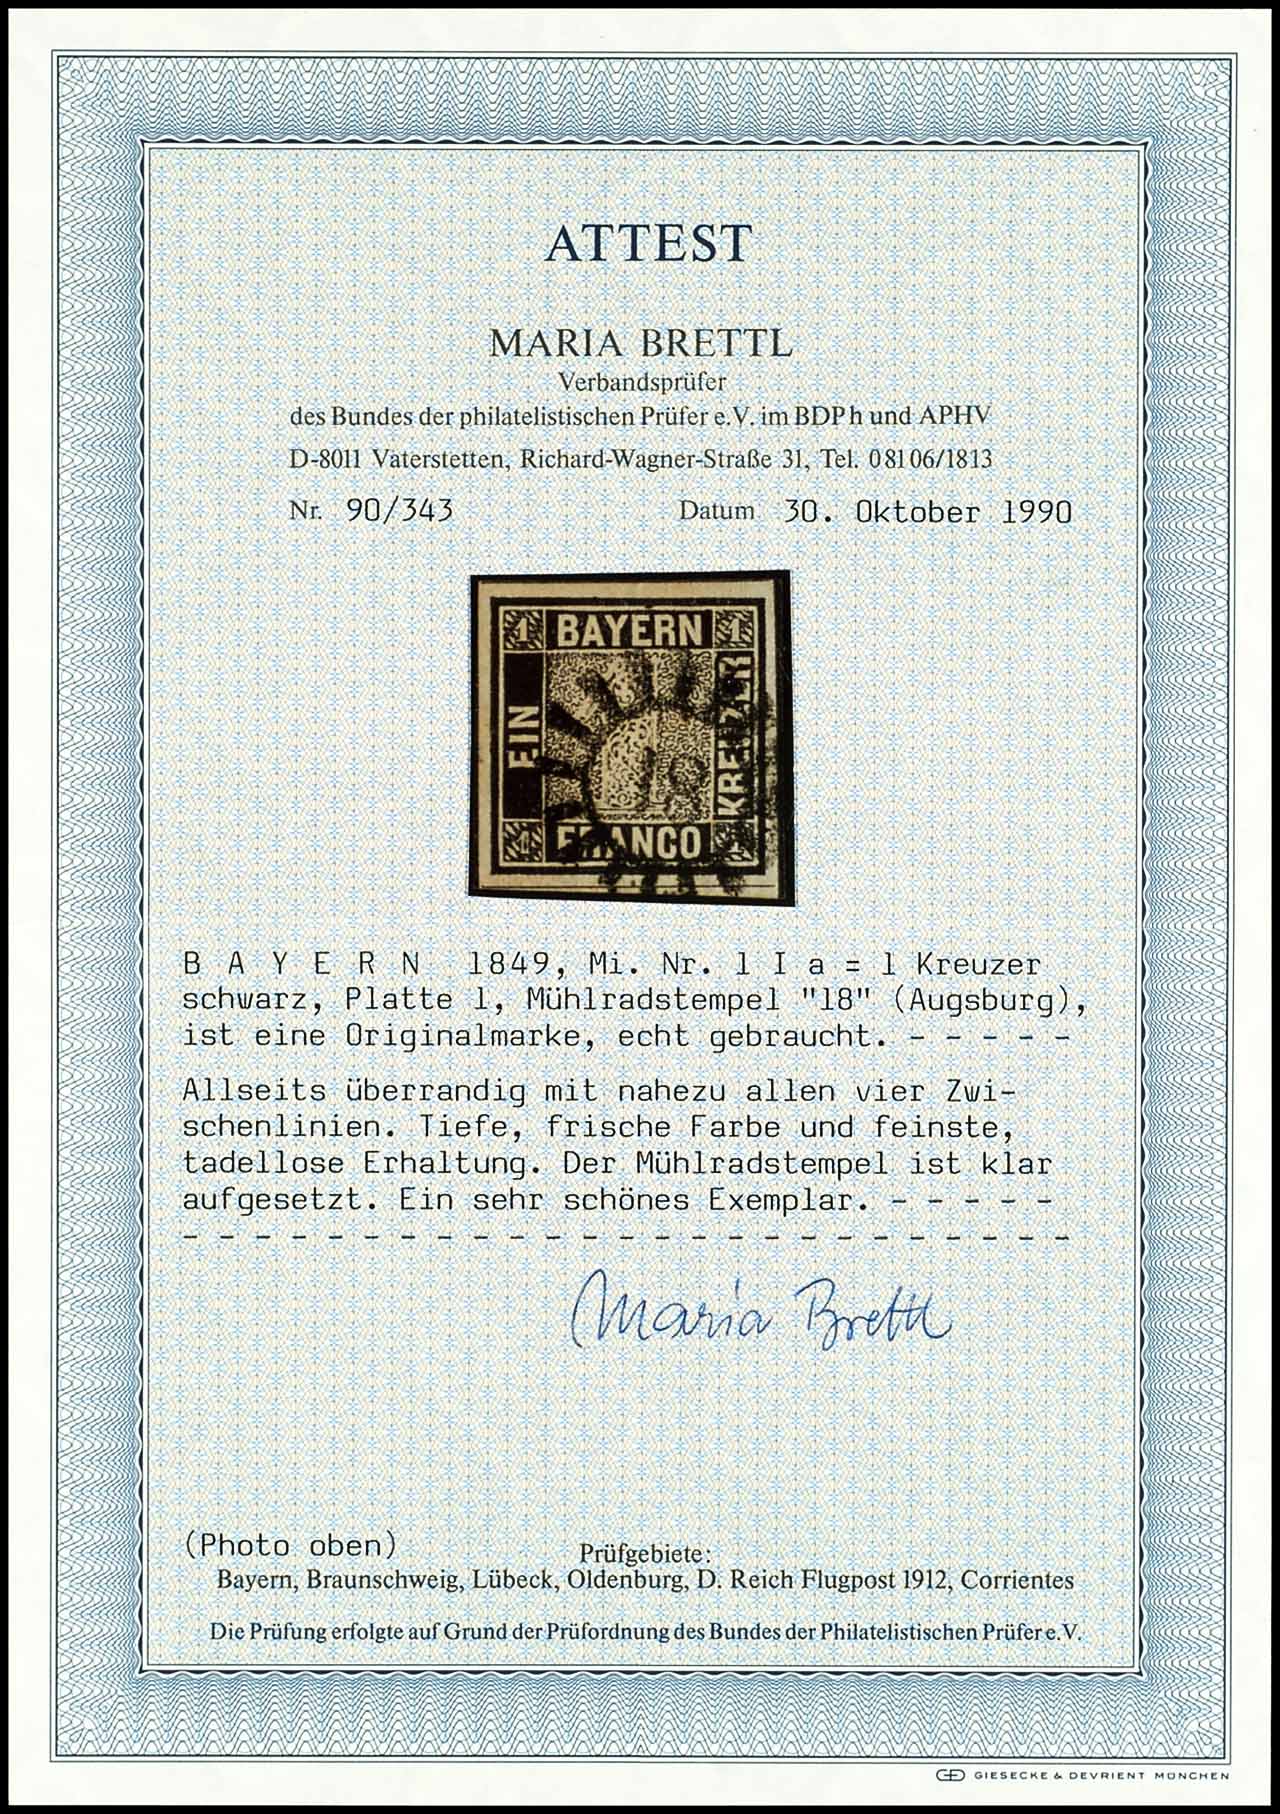 ATTEST
MARIA BRETTL
Verbandsprüfer
des Bundes der philatelistischen Prüfer e.V. im BDPh und APHV
D-8011 Vaterstetten, Richard-Wagner-Straße 31, Tel. 08106/1813
Nr. 90/343 Datum 30. Oktober 1990
1 BAYERN 1
EIN
KREUZER
1 FRANCO 1
B A Y E R N 1849, Mi. Nr. 1 I a = 1 Kreuzer
schwarz, Platte 1, Mühlradstempel "18" (Augsburg),
ist eine Originalmarke, echt gebraucht. - - - - -
Allseits überrandig mit nahezu allen vier Zwi-
schenlinien. Tiefe, frische Farbe und feinste,
tadellose Erhaltung. Der Mühlradstempel ist klar
aufgesetzt. Ein sehr schönes Exemplar. - - - - -
- - - - - - - - - - - - - - - - - - - - - - - - -
Maria Brettl
(Photo oben)
Prüfgebiete:
Bayern, Braunschweig, Lübeck, Oldenburg, D. Reich Flugpost 1912, Corrientes
Die Prüfung erfolgte auf Grund der Prüfordnung des Bundes der Philatelistischen Prüfer e.V.
GIESECKE & DEVRIENT MÜNCHEN